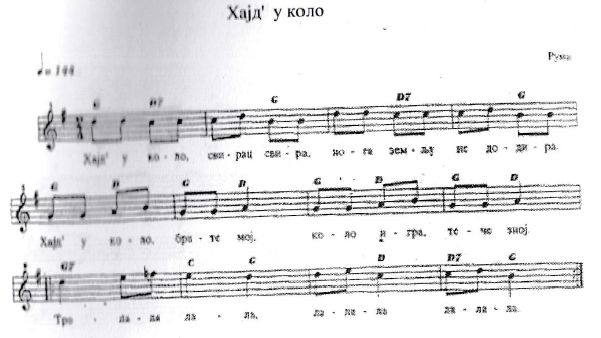 Хајд' у коло
♩ = 144
Рума
G D7 G D7 G
Хајд' у ко - ло, сви - рац сви - ра, но - га зем - љу не до - ди - ра.
G D G D G D G D
Хајд' у ко - ло, бра - те мој, ко - ло и - гра, те - че зној.
G7 C G D D7 G
Тра - ла - ла ла - ла, ла - ла - ла ла - ла - ла.